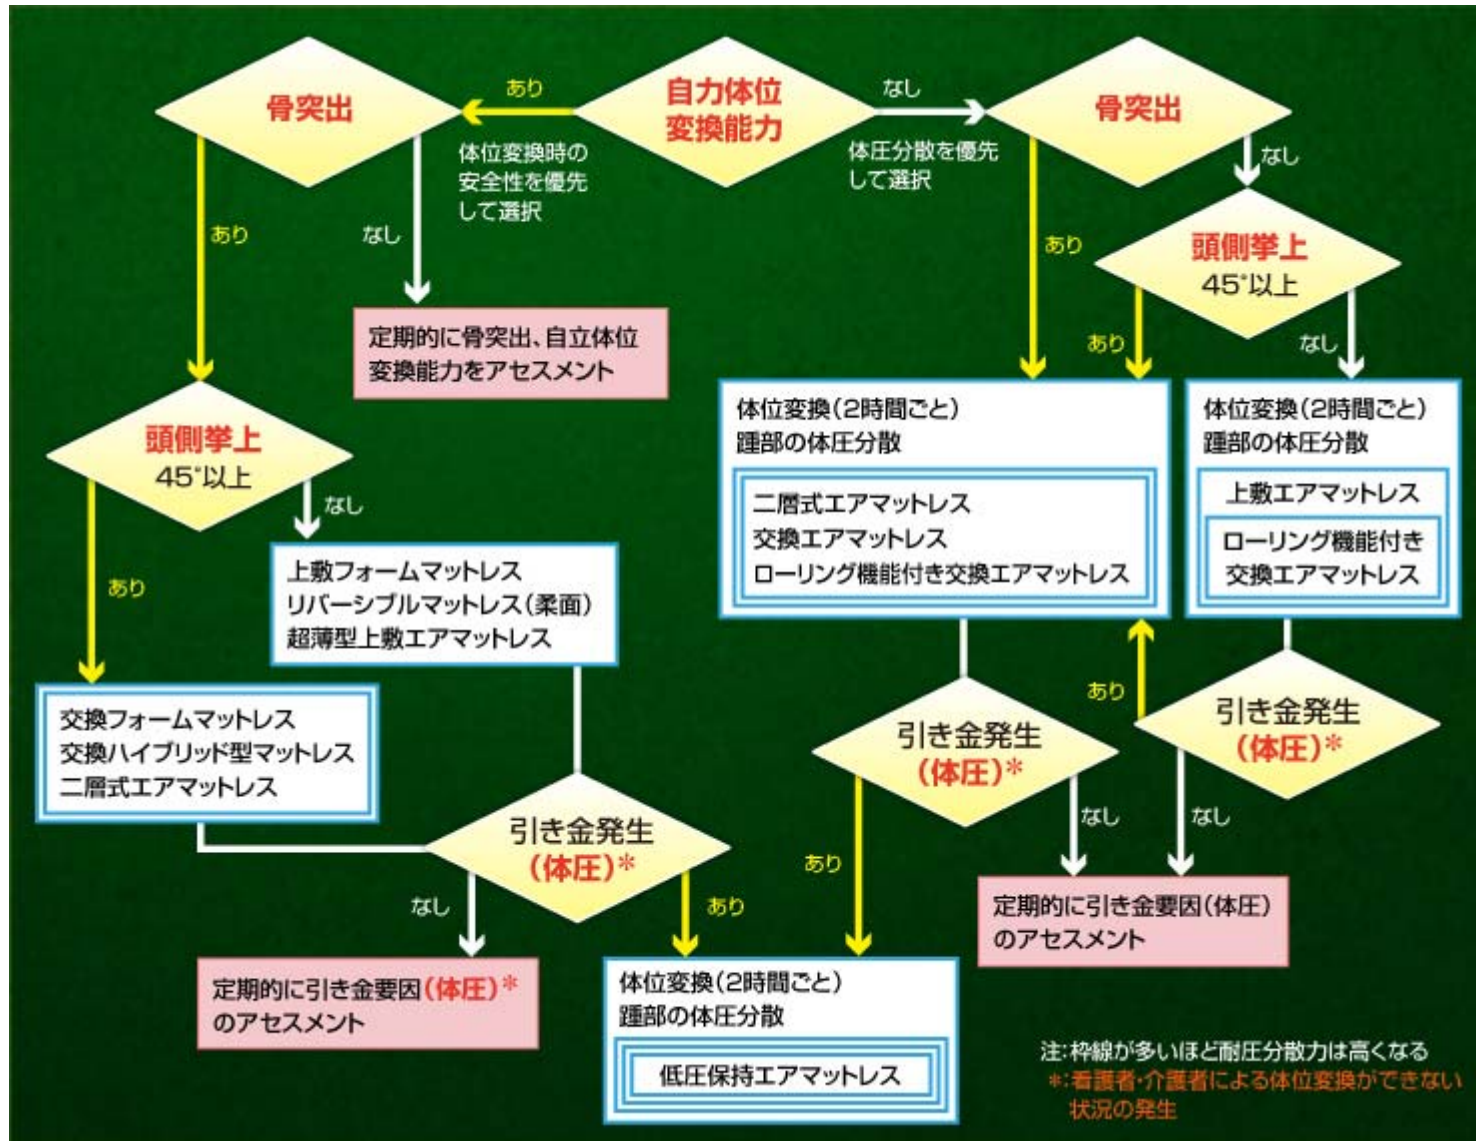 自力体位
変換能力
あり
体位変換時の
安全性を優先
して選択
なし
体圧分散を優先
して選択
骨突出
あり
なし
定期的に骨突出、自立体位
変換能力をアセスメント
頭側挙上
45°以上
あり
なし
上敷フォームマットレス
リバーシブルマットレス(柔面)
超薄型上敷エアマットレス
交換フォームマットレス
交換ハイブリッド型マットレス
二層式エアマットレス
引き金発生
(体圧)*
なし
あり
定期的に引き金要因(体圧)*
のアセスメント
体位変換(2時間ごと)
踵部の体圧分散
低圧保持エアマットレス
骨突出
あり
なし
頭側挙上
45°以上
あり
なし
体位変換(2時間ごと)
踵部の体圧分散
二層式エアマットレス
交換エアマットレス
ローリング機能付き交換エアマットレス
体位変換(2時間ごと)
踵部の体圧分散
上敷エアマットレス
ローリング機能付き
交換エアマットレス
引き金発生
(体圧)*
あり
なし
引き金発生
(体圧)*
あり
なし
定期的に引き金要因(体圧)
のアセスメント
注:枠線が多いほど耐圧分散力は高くなる
*:看護者・介護者による体位変換ができない
状況の発生